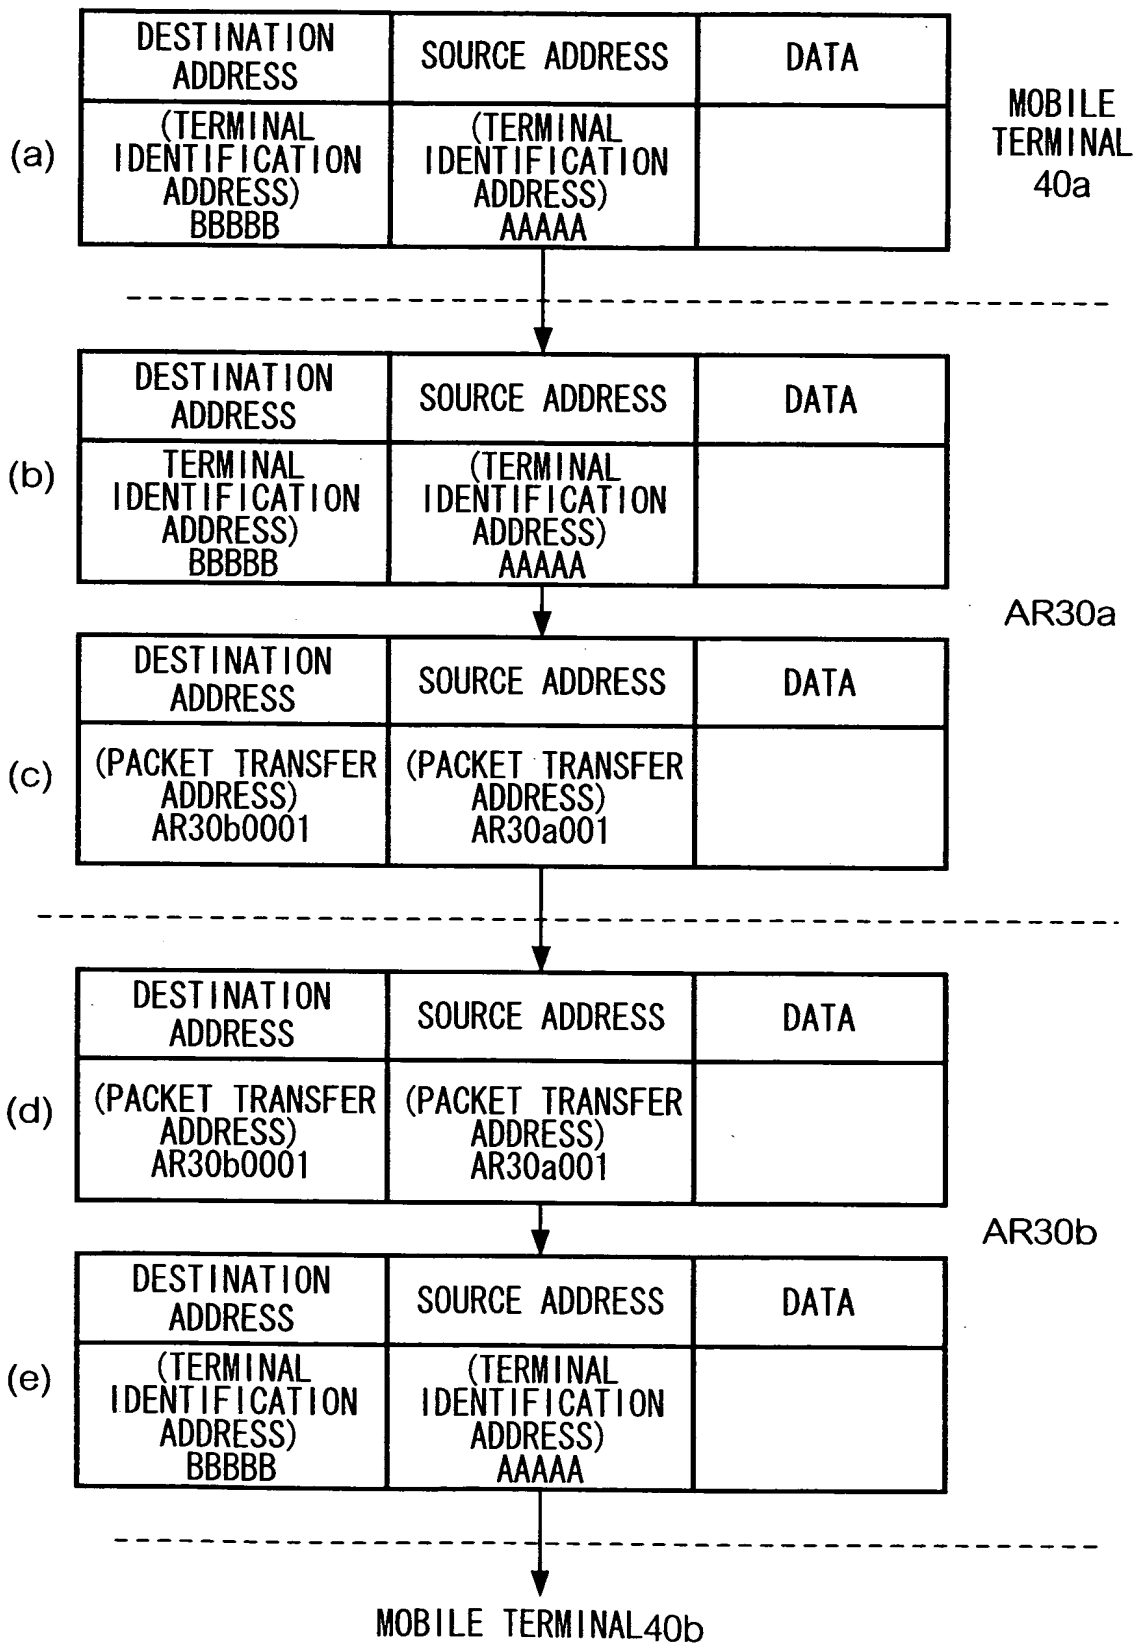 DESTINATION
ADDRESS
SOURCE ADDRESS
DATA
MOBILE
TERMINAL
40a
(a)
(TERMINAL
IDENTIFICATION
ADDRESS)
BBBBB
(TERMINAL
IDENTIFICATION
ADDRESS)
AAAAA
DESTINATION
ADDRESS
SOURCE ADDRESS
DATA
(b)
TERMINAL
IDENTIFICATION
ADDRESS)
BBBBB
(TERMINAL
IDENTIFICATION
ADDRESS)
AAAAA
AR30a
DESTINATION
ADDRESS
SOURCE ADDRESS
DATA
(c)
(PACKET TRANSFER
ADDRESS)
AR30b0001
(PACKET TRANSFER
ADDRESS)
AR30a001
DESTINATION
ADDRESS
SOURCE ADDRESS
DATA
(d)
(PACKET TRANSFER
ADDRESS)
AR30b0001
(PACKET TRANSFER
ADDRESS)
AR30a001
AR30b
DESTINATION
ADDRESS
SOURCE ADDRESS
DATA
(e)
(TERMINAL
IDENTIFICATION
ADDRESS)
BBBBB
(TERMINAL
IDENTIFICATION
ADDRESS)
AAAAA
MOBILE TERMINAL40b